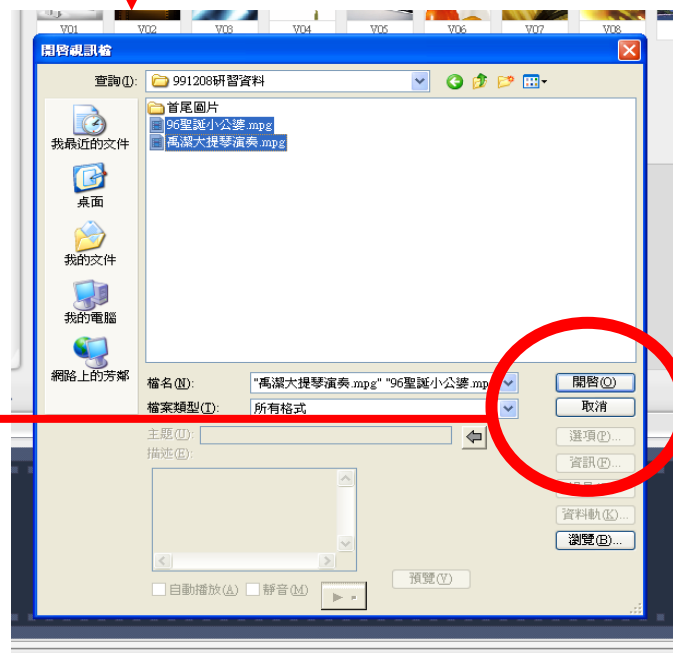 V01 V02 V03 V04 V05 V06 V07 V08
開啓視訊檔
查詢(I): 991208研習資料
首尾圖片
96聖誕小公婆.mpg
禹潔大提琴演奏.mpg
我最近的文件
桌面
我的文件
我的電腦
網路上的芳鄰
檔名(N): "禹潔大提琴演奏.mpg" "96聖誕小公婆.mp 開啓(O)
檔案類型(T): 所有格式 取消
主題(U): 選項(P)...
描述(E): 資訊(F)...
資料軌(K)...
瀏覽(B)...
預覽(V)
自動播放(A) 靜音(M)